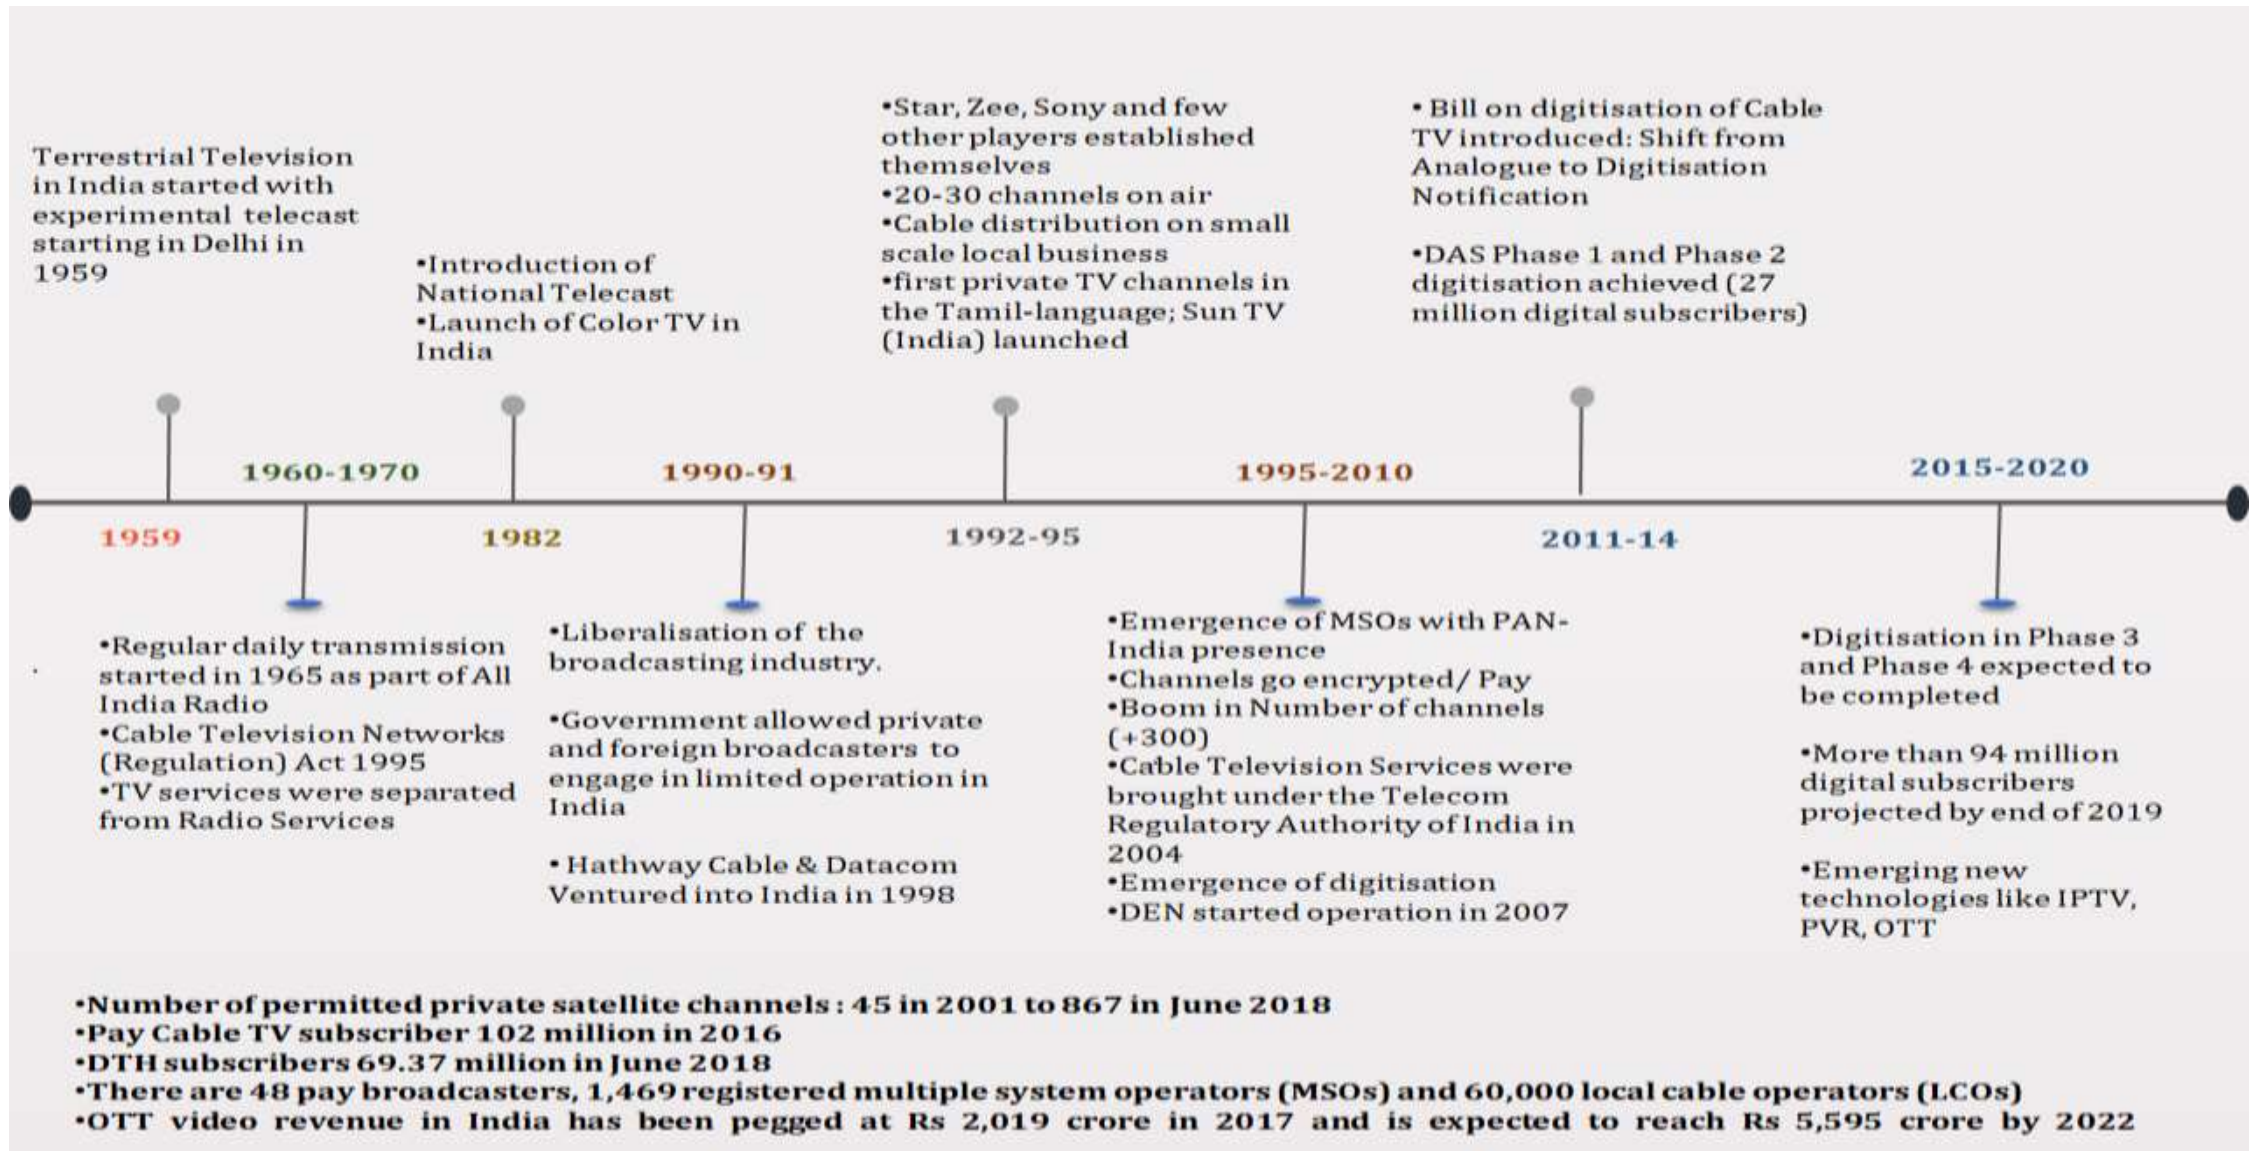 Terrestrial Television
in India started with
experimental telecast
starting in Delhi in
1959
•Introduction of
National Telecast
•Launch of Color TV in
India
•Star, Zee, Sony and few
other players established
themselves
•20-30 channels on air
•Cable distribution on small
scale local business
•first private TV channels in
the Tamil-language; Sun TV
(India) launched
• Bill on digitisation of Cable
TV introduced: Shift from
Analogue to Digitisation
Notification
•DAS Phase 1 and Phase 2
digitisation achieved (27
million digital subscribers)
1960-1970
1990-91
1995-2010
2015-2020
1959
1982
1992-95
2011-14
•Regular daily transmission
started in 1965 as part of All
India Radio
•Cable Television Networks
(Regulation) Act 1995
•TV services were separated
from Radio Services
•Liberalisation of the
broadcasting industry.
•Government allowed private
and foreign broadcasters to
engage in limited operation in
India
• Hathway Cable & Datacom
Ventured into India in 1998
•Emergence of MSOs with PAN-
India presence
•Channels go encrypted/ Pay
•Boom in Number of channels
(+300)
•Cable Television Services were
brought under the Telecom
Regulatory Authority of India in
2004
•Emergence of digitisation
•DEN started operation in 2007
•Digitisation in Phase 3
and Phase 4 expected to
be completed
•More than 94 million
digital subscribers
projected by end of 2019
•Emerging new
technologies like IPTV,
PVR, OTT
•Number of permitted private satellite channels : 45 in 2001 to 867 in June 2018
•Pay Cable TV subscriber 102 million in 2016
•DTH subscribers 69.37 million in June 2018
•There are 48 pay broadcasters, 1,469 registered multiple system operators (MSOs) and 60,000 local cable operators (LCOs)
•OTT video revenue in India has been pegged at Rs 2,019 crore in 2017 and is expected to reach Rs 5,595 crore by 2022